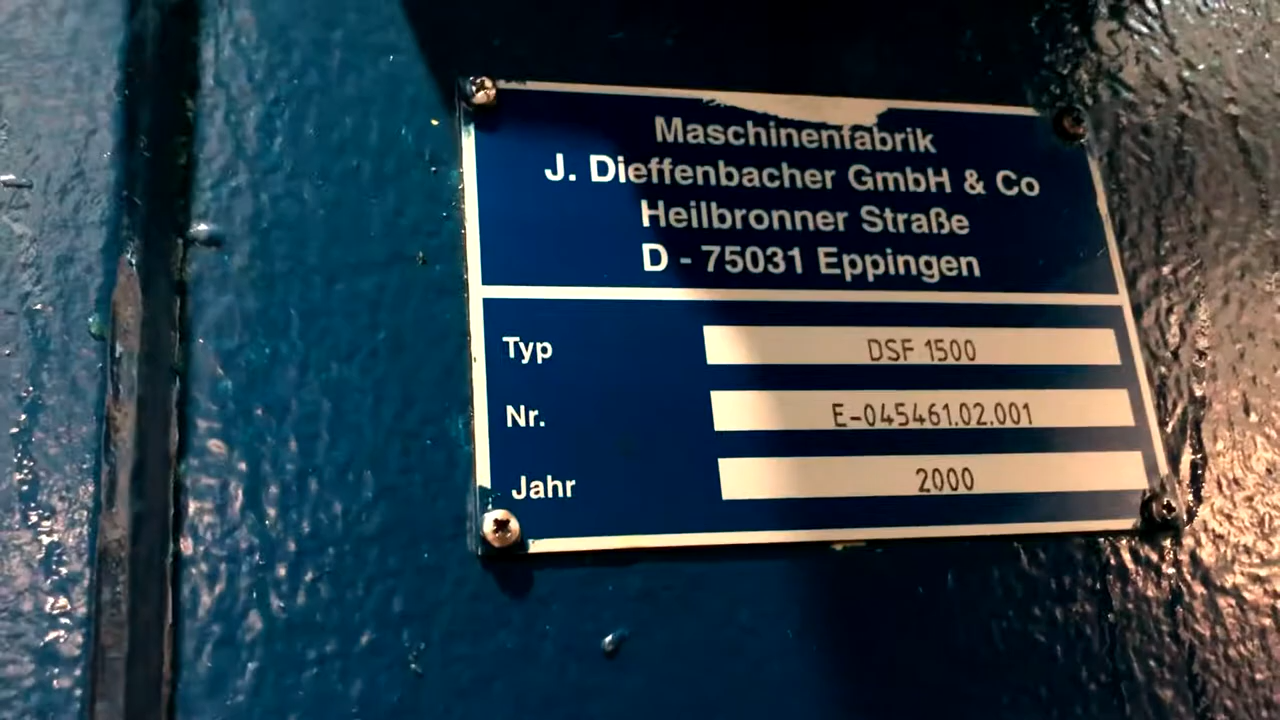 Maschinenfabrik
J. Dieffenbacher GmbH & Co
Heilbronner Straße
D - 75031 Eppingen
Typ DSF 1500
Nr. E-045461.02.001
Jahr 2000